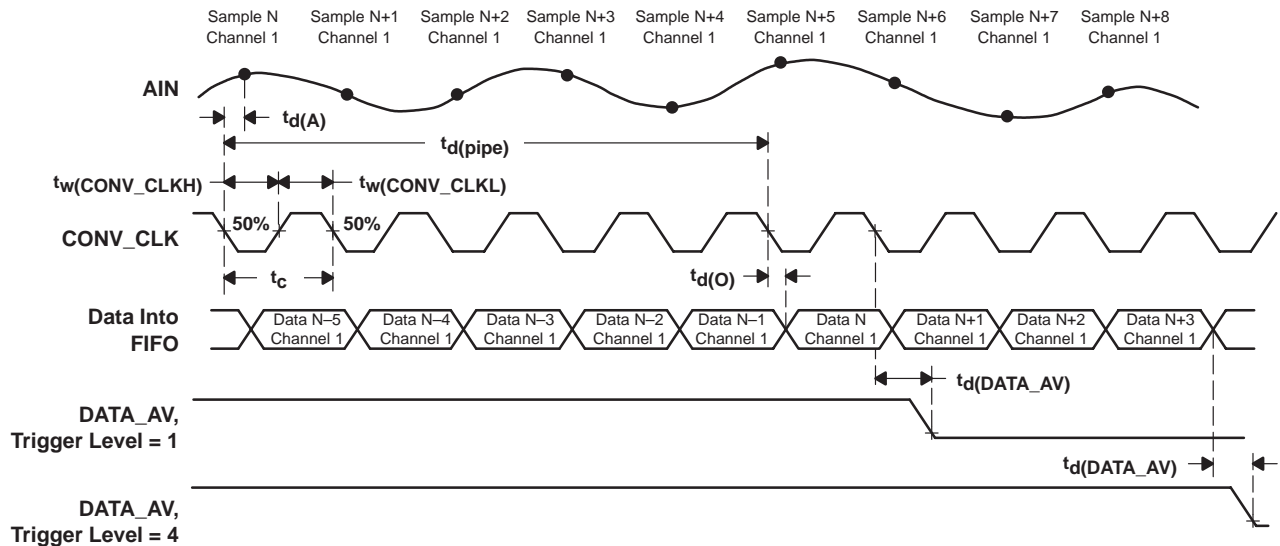 Sample N Sample N+1 Sample N+2 Sample N+3 Sample N+4 Sample N+5 Sample N+6 Sample N+7 Sample N+8
Channel 1 Channel 1 Channel 1 Channel 1 Channel 1 Channel 1 Channel 1 Channel 1 Channel 1
AIN
td(A)
td(pipe)
tw(CONV_CLKH) tw(CONV_CLKL)
50% 50%
CONV_CLK
tc
td(O)
Data Into
FIFO
Data N–5 Data N–4 Data N–3 Data N–2 Data N–1 Data N Data N+1 Data N+2 Data N+3
Channel 1 Channel 1 Channel 1 Channel 1 Channel 1 Channel 1 Channel 1 Channel 1 Channel 1
td(DATA_AV)
DATA_AV,
Trigger Level = 1
td(DATA_AV)
DATA_AV,
Trigger Level = 4